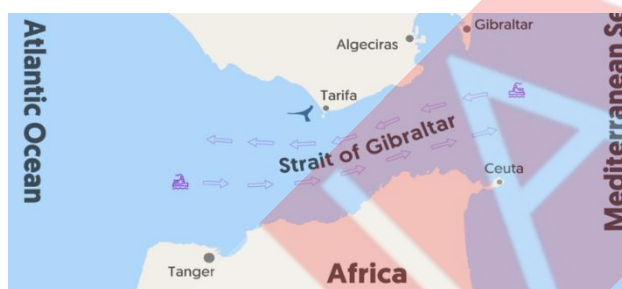 Atlantic Ocean
Algeciras
Gibraltar
Tarifa
Strait of Gibraltar
Ceuta
Tanger
Africa
Mediterranean Se